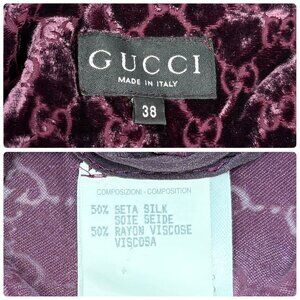 GUCCI
MADE IN ITALY
38
COMPOSIZIONI - COMPOSITION
50% SETA SILK
SOIE SEIDE
50% RAYON VISCOSE
VISCOSA